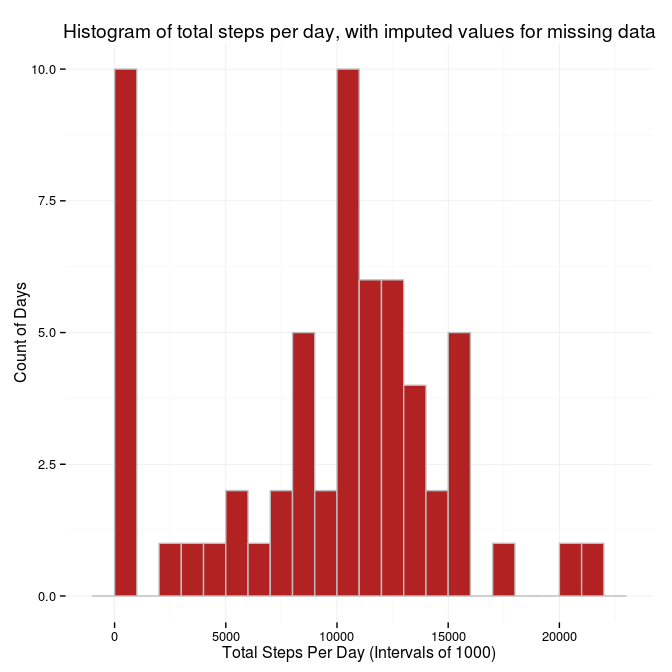 Histogram of total steps per day, with imputed values for missing data
10.0
7.5
5.0
2.5
0.0
Count of Days
0 5000 10000 15000 20000
Total Steps Per Day (Intervals of 1000)